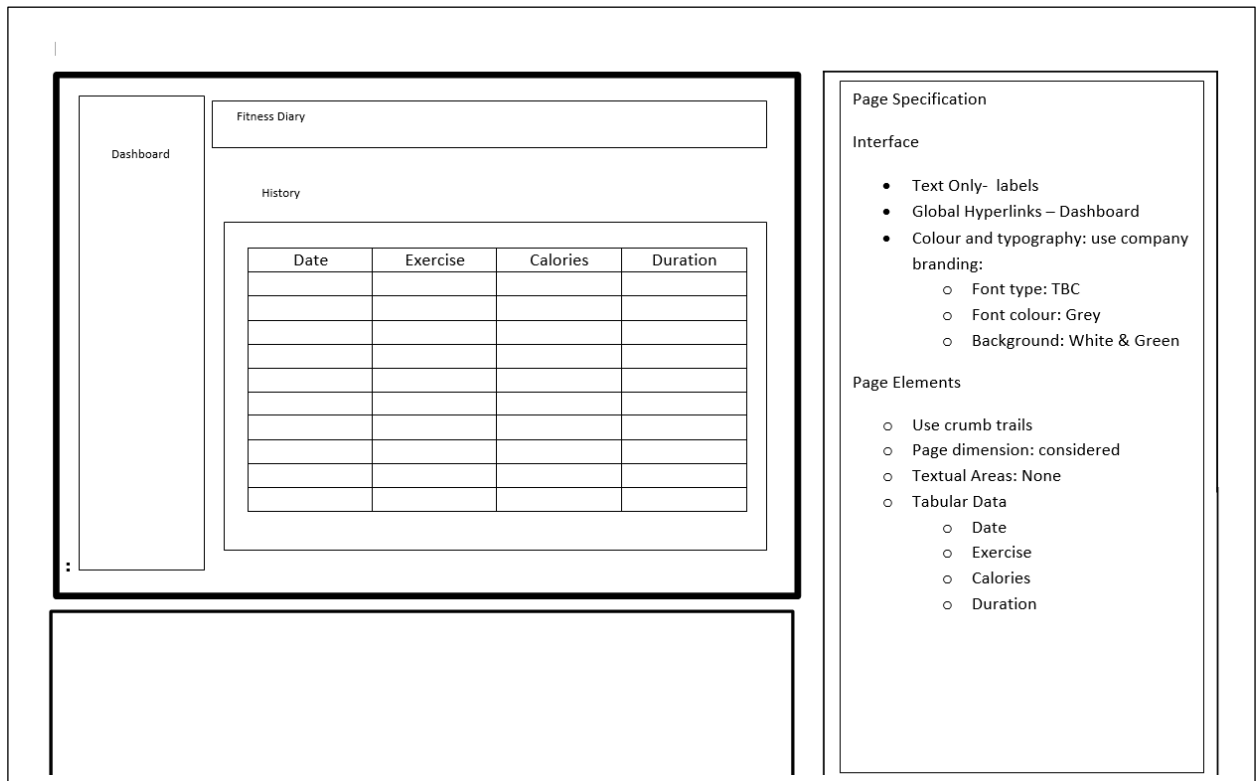 Fitness Diary
Dashboard
History
Date Exercise Calories Duration
:
Page Specification
Interface
• Text Only- labels
• Global Hyperlinks – Dashboard
• Colour and typography: use company
branding:
o Font type: TBC
o Font colour: Grey
o Background: White & Green
Page Elements
o Use crumb trails
o Page dimension: considered
o Textual Areas: None
o Tabular Data
o Date
o Exercise
o Calories
o Duration